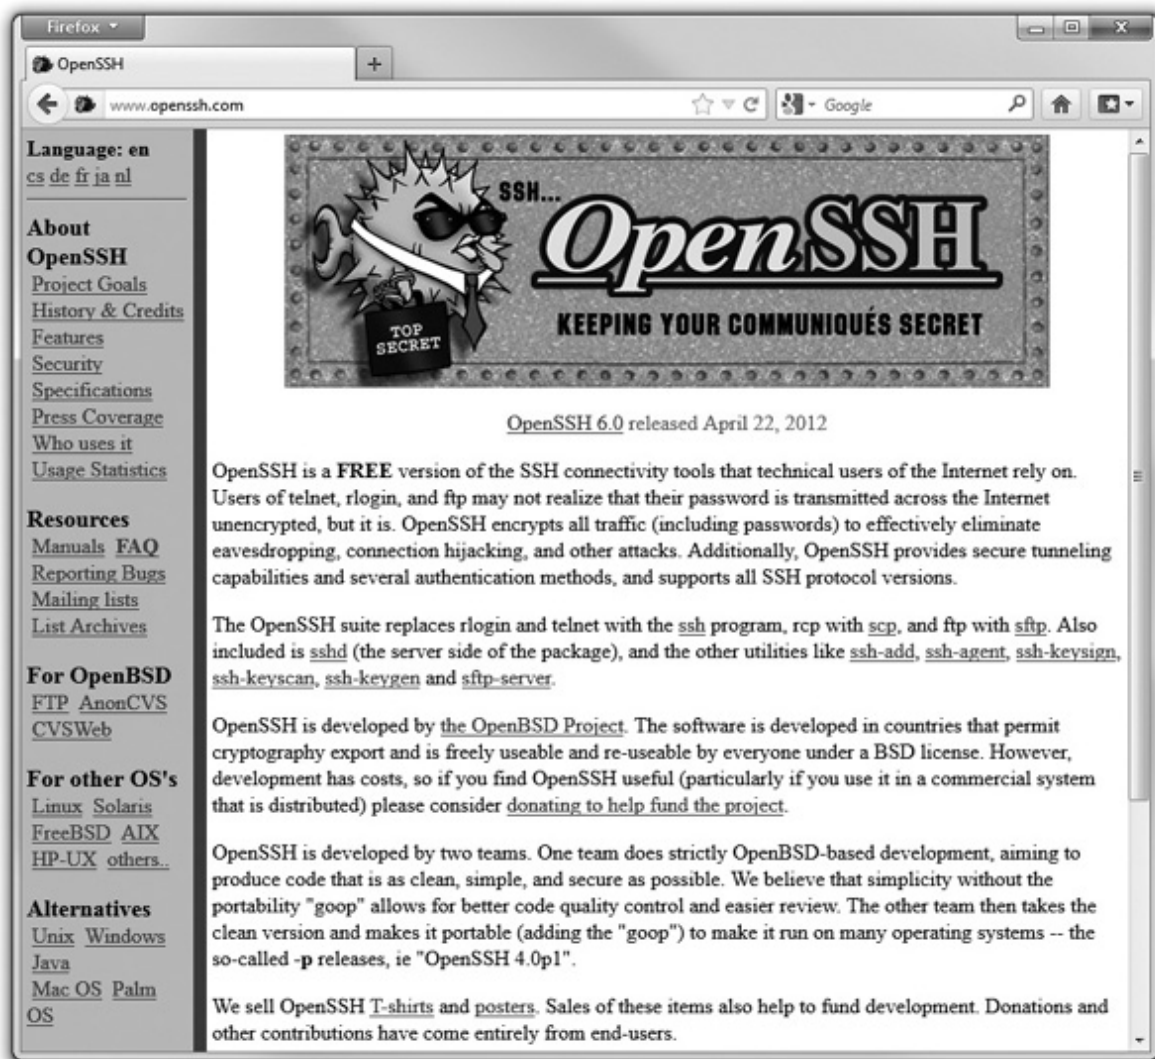 Firefox
OpenSSH
www.openssh.com
Google
Language: en
cs de fr ja nl
About
OpenSSH
Project Goals
History & Credits
Features
Security
Specifications
Press Coverage
Who uses it
Usage Statistics
Resources
Manuals FAQ
Reporting Bugs
Mailing lists
List Archives
For OpenBSD
FTP AnonCVS
CVSWeb
For other OS's
Linux Solaris
FreeBSD AIX
HP-UX others..
Alternatives
Unix Windows
Java
Mac OS Palm
OS
SSH...
OpenSSH
KEEPING YOUR COMMUNIQUÉS SECRET
TOP
SECRET
OpenSSH 6.0 released April 22, 2012
OpenSSH is a FREE version of the SSH connectivity tools that technical users of the Internet rely on.
Users of telnet, rlogin, and ftp may not realize that their password is transmitted across the Internet
unencrypted, but it is. OpenSSH encrypts all traffic (including passwords) to effectively eliminate
eavesdropping, connection hijacking, and other attacks. Additionally, OpenSSH provides secure tunneling
capabilities and several authentication methods, and supports all SSH protocol versions.
The OpenSSH suite replaces rlogin and telnet with the ssh program, rcp with scp, and ftp with sftp. Also
included is sshd (the server side of the package), and the other utilities like ssh-add, ssh-agent, ssh-keysign,
ssh-keyscan, ssh-keygen and sftp-server.
OpenSSH is developed by the OpenBSD Project. The software is developed in countries that permit
cryptography export and is freely useable and re-useable by everyone under a BSD license. However,
development has costs, so if you find OpenSSH useful (particularly if you use it in a commercial system
that is distributed) please consider donating to help fund the project.
OpenSSH is developed by two teams. One team does strictly OpenBSD-based development, aiming to
produce code that is as clean, simple, and secure as possible. We believe that simplicity without the
portability "goop" allows for better code quality control and easier review. The other team then takes the
clean version and makes it portable (adding the "goop") to make it run on many operating systems -- the
so-called -p releases, ie "OpenSSH 4.0p1".
We sell OpenSSH T-shirts and posters. Sales of these items also help to fund development. Donations and
other contributions have come entirely from end-users.